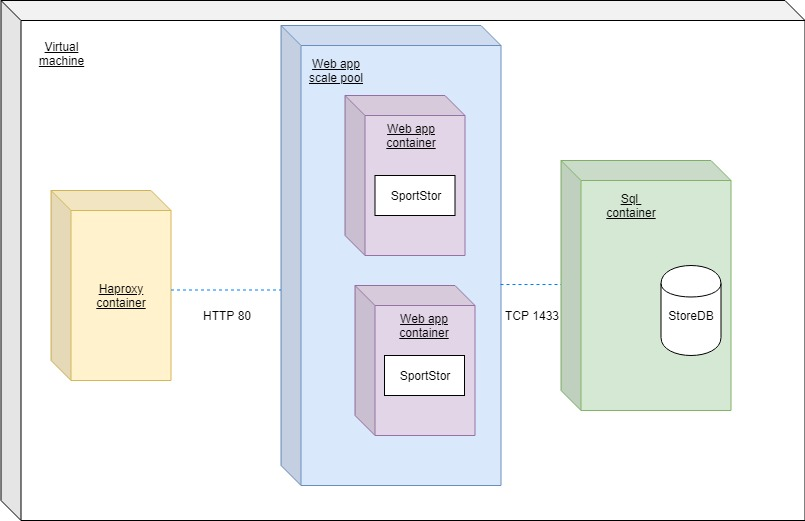 Virtual
machine
Web app
scale pool
Web app
container
SportStor
Haproxy
container
HTTP 80
Web app
container
SportStor
TCP 1433
Sql
container
StoreDB